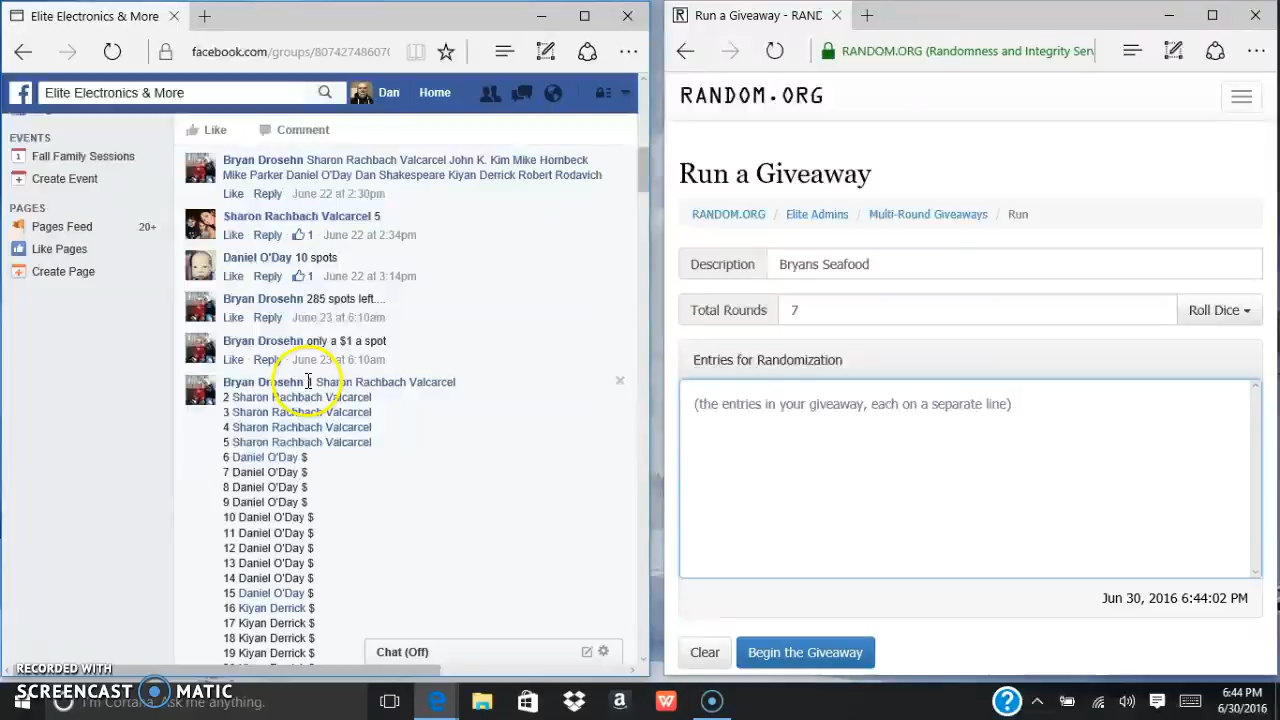 Elite Electronics & More
facebook.com/groups/807427486070
Elite Electronics & More
Dan
Home
EVENTS
1 Fall Family Sessions
Create Event
PAGES
Pages Feed 20+
Like Pages
Create Page
Like Comment
Bryan Drosehn Sharon Rachbach Valcarcel John K. Kim Mike Hornbeck
Mike Parker Daniel O'Day Dan Shakespeare Kiyan Derrick Robert Rodavich
Like · Reply · June 22 at 2:30pm
Sharon Rachbach Valcarcel 5
Like · Reply · 1 · June 22 at 2:34pm
Daniel O'Day 10 spots
Like · Reply · 1 · June 22 at 3:14pm
Bryan Drosehn 285 spots left....
Like · Reply · June 23 at 6:10am
Bryan Drosehn only a $1 a spot
Like · Reply · June 23 at 6:10am
Bryan Drosehn Sharon Rachbach Valcarcel
2 Sharon Rachbach Valcarcel
3 Sharon Rachbach Valcarcel
4 Sharon Rachbach Valcarcel
5 Sharon Rachbach Valcarcel
6 Daniel O'Day $
7 Daniel O'Day $
8 Daniel O'Day $
9 Daniel O'Day $
10 Daniel O'Day $
11 Daniel O'Day $
12 Daniel O'Day $
13 Daniel O'Day $
14 Daniel O'Day $
15 Daniel O'Day $
16 Kiyan Derrick $
17 Kiyan Derrick $
18 Kiyan Derrick $
19 Kiyan Derrick $
Chat (Off)
Run a Giveaway - RAND
RANDOM.ORG (Randomness and Integrity Serv
RANDOM.ORG
Run a Giveaway
RANDOM.ORG / Elite Admins / Multi-Round Giveaways / Run
Description Bryans Seafood
Total Rounds 7 Roll Dice
Entries for Randomization
(the entries in your giveaway, each on a separate line)
Jun 30, 2016 6:44:02 PM
Clear Begin the Giveaway
RECORDED WITH
SCREENCAST MATIC
I'm Cortana. Ask me anything.
6:44 PM
6/30/2016